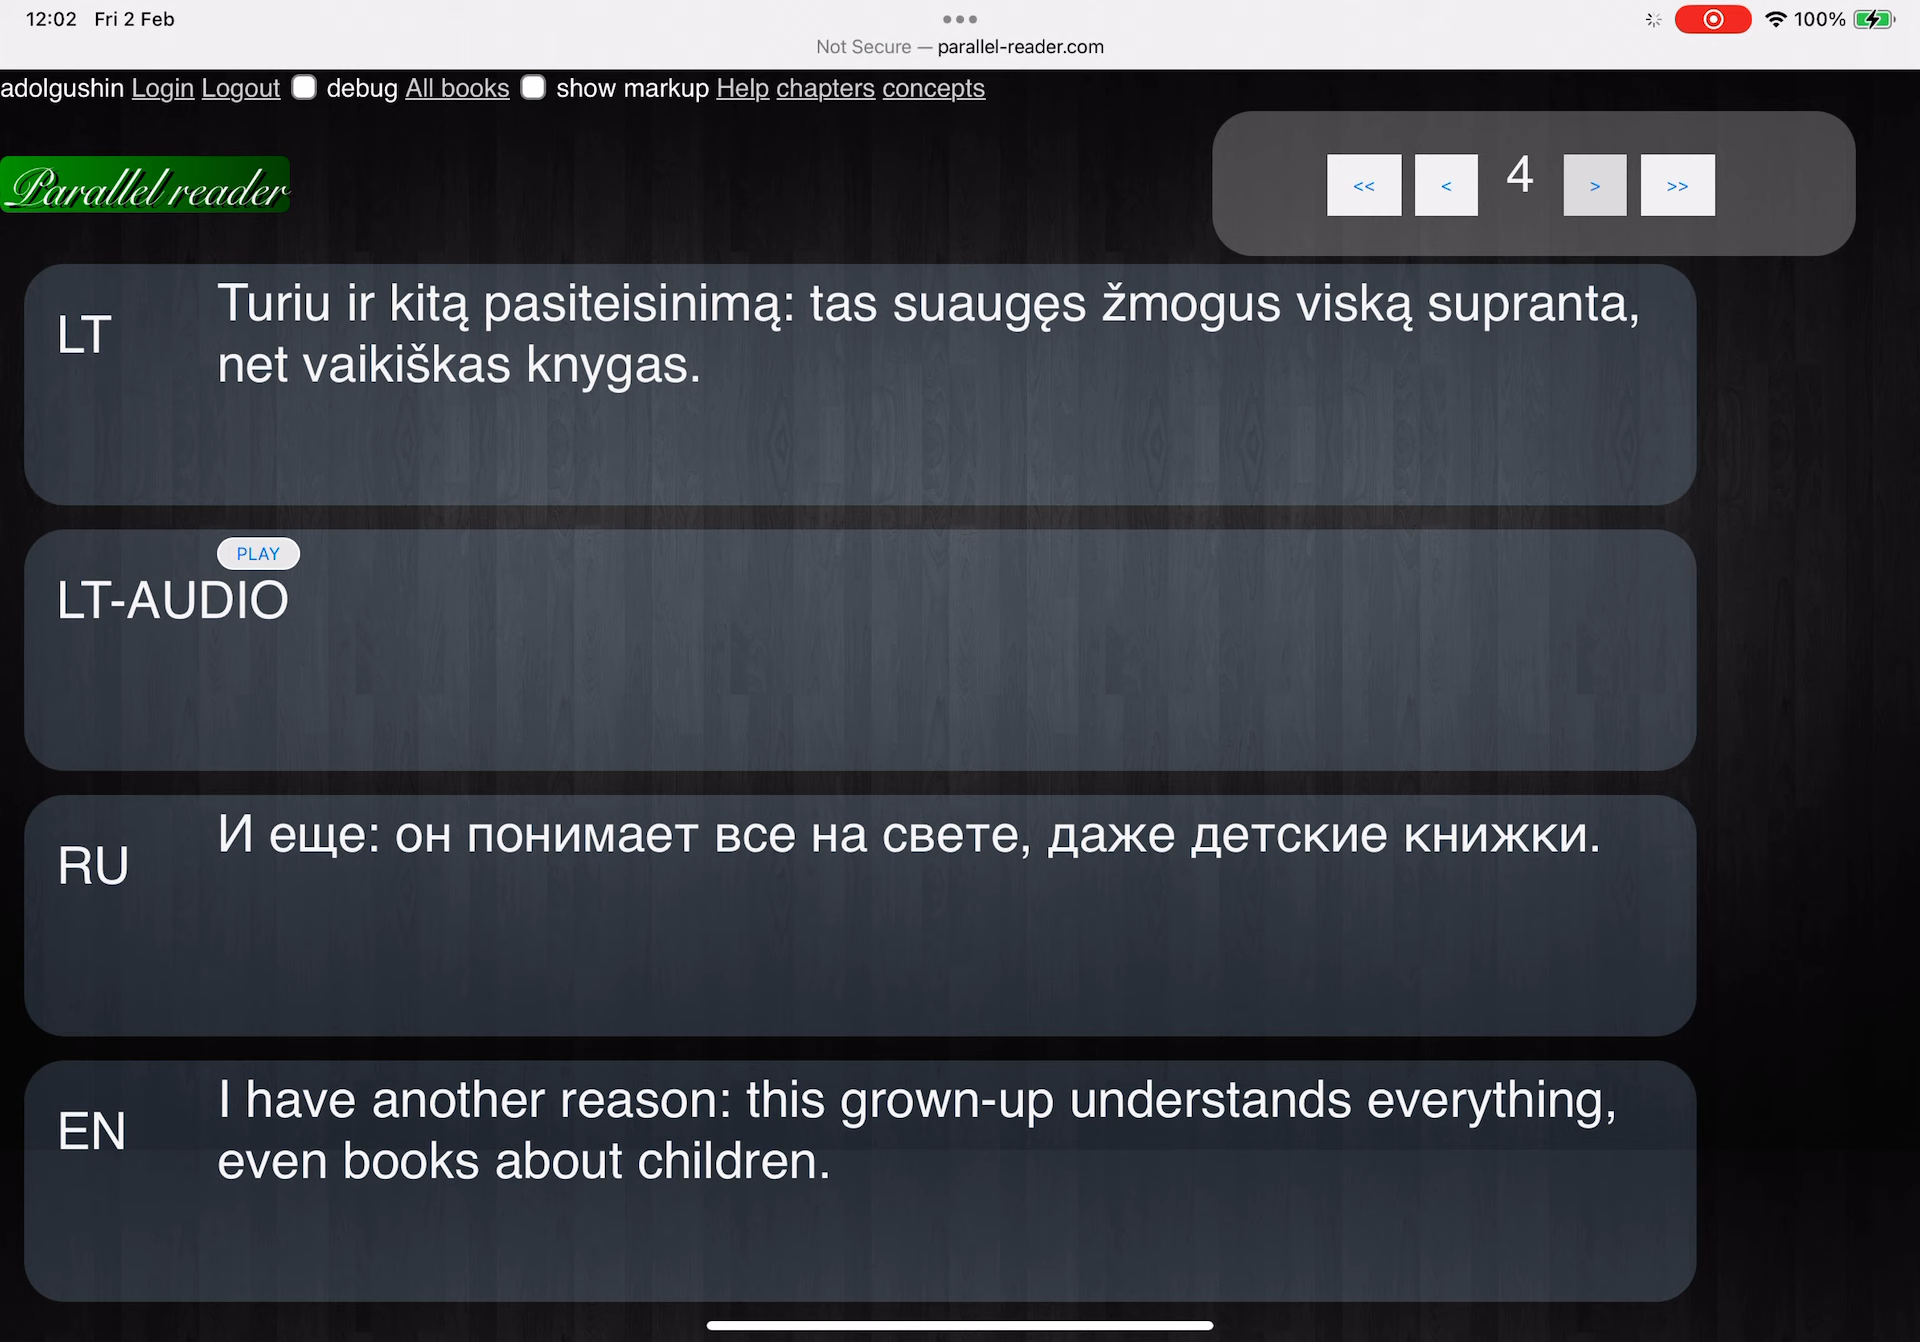 12:02 Fri 2 Feb
100%
Not Secure — parallel-reader.com
adolgushin Login Logout debug All books show markup Help chapters concepts
Parallel reader
<< < 4 > >>
LT
Turiu ir kitą pasiteisinimą: tas suaugęs žmogus viską supranta,
net vaikiškas knygas.
PLAY
LT-AUDIO
RU
И еще: он понимает все на свете, даже детские книжки.
EN
I have another reason: this grown-up understands everything,
even books about children.